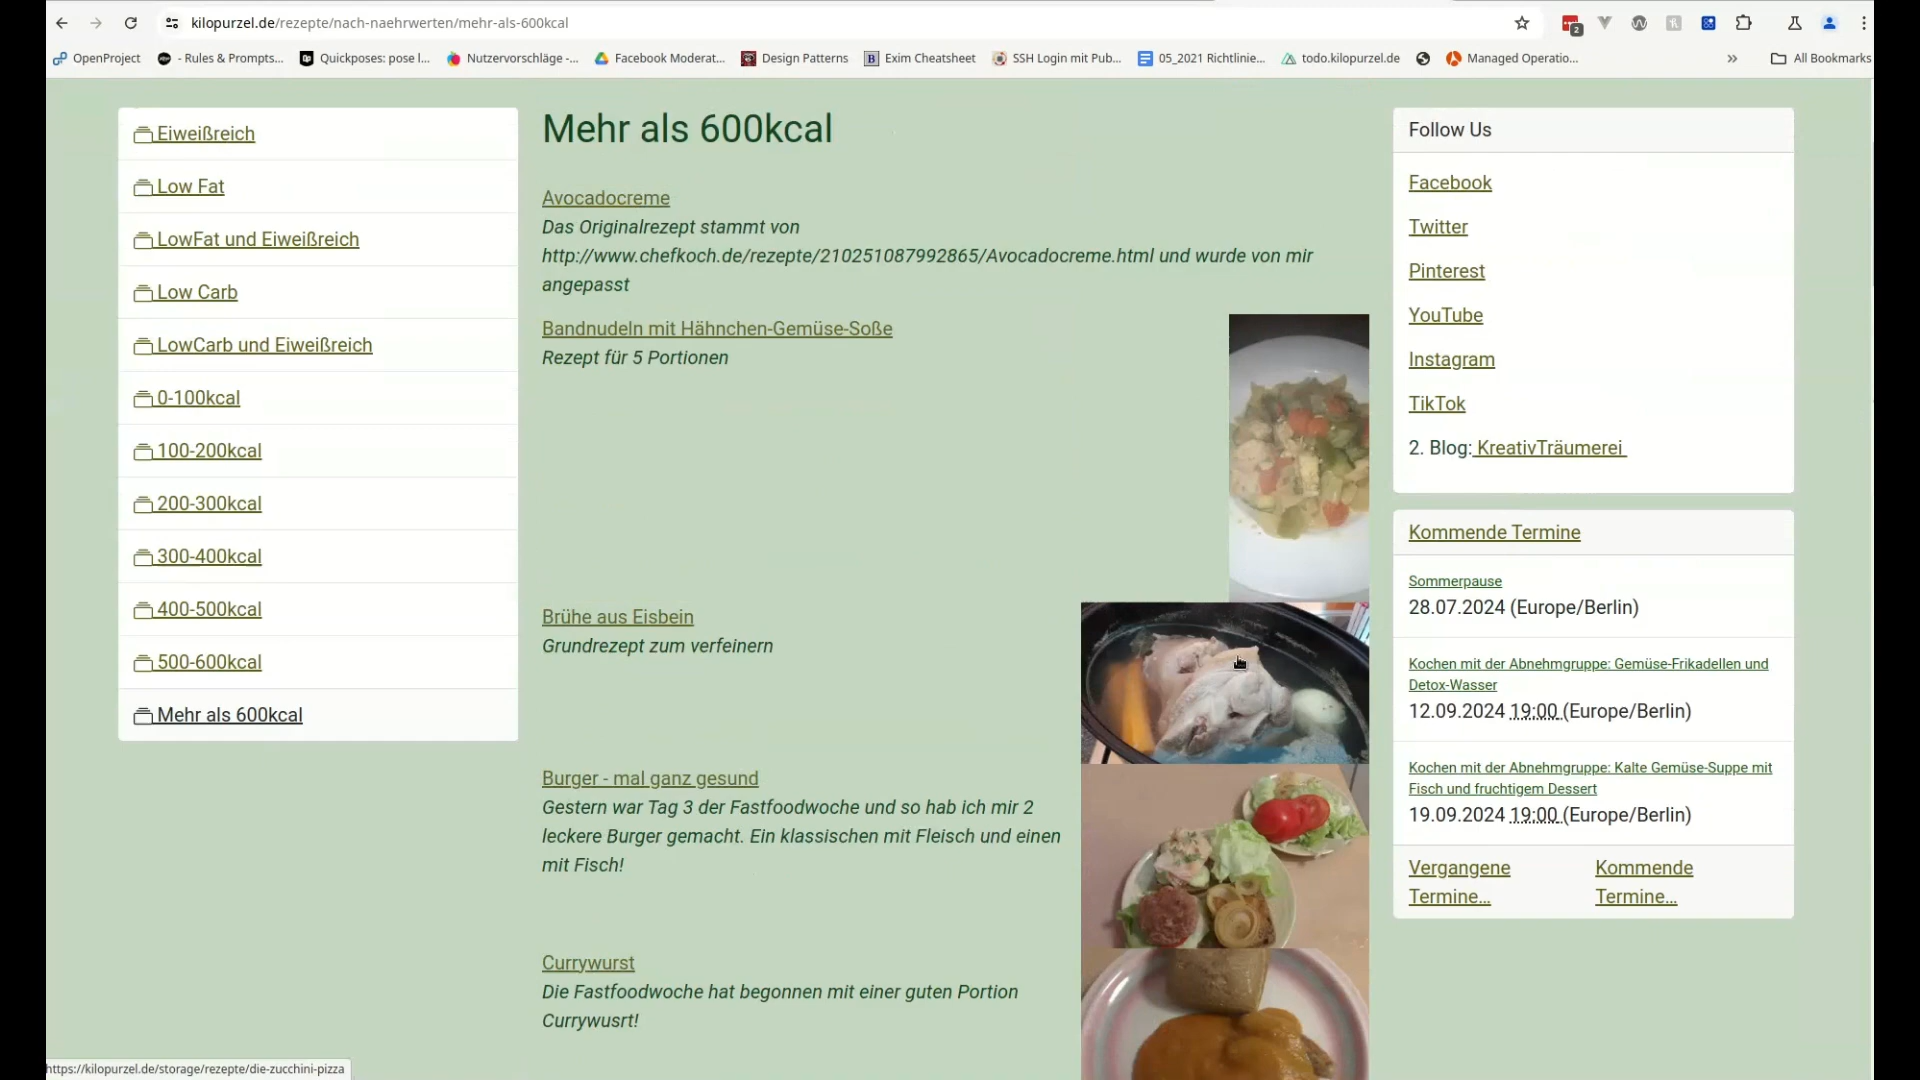 kilopurzel.de/rezepte/nach-naehrwerten/mehr-als-600kcal
2
OpenProject
- Rules & Prompts...
Quickposes: pose l...
Nutzervorschläge -...
Facebook Moderat...
Design Patterns
Exim Cheatsheet
SSH Login mit Pub...
05_2021 Richtlinie...
todo.kilopurzel.de
Managed Operatio...
»
All Bookmarks
Eiweißreich
Low Fat
LowFat und Eiweißreich
Low Carb
LowCarb und Eiweißreich
0-100kcal
100-200kcal
200-300kcal
300-400kcal
400-500kcal
500-600kcal
Mehr als 600kcal
Mehr als 600kcal
Avocadocreme
Das Originalrezept stammt von
http://www.chefkoch.de/rezepte/210251087992865/Avocadocreme.html und wurde von mir
angepasst
Bandnudeln mit Hähnchen-Gemüse-Soße
Rezept für 5 Portionen
Brühe aus Eisbein
Grundrezept zum verfeinern
Burger - mal ganz gesund
Gestern war Tag 3 der Fastfoodwoche und so hab ich mir 2
leckere Burger gemacht. Ein klassischen mit Fleisch und einen
mit Fisch!
Currywurst
Die Fastfoodwoche hat begonnen mit einer guten Portion
Currywusrt!
Follow Us
Facebook
Twitter
Pinterest
YouTube
Instagram
TikTok
2. Blog: KreativTräumerei
Kommende Termine
Sommerpause
28.07.2024 (Europe/Berlin)
Kochen mit der Abnehmgruppe: Gemüse-Frikadellen und
Detox-Wasser
12.09.2024 19:00 (Europe/Berlin)
Kochen mit der Abnehmgruppe: Kalte Gemüse-Suppe mit
Fisch und fruchtigem Dessert
19.09.2024 19:00 (Europe/Berlin)
Vergangene
Termine...
Kommende
Termine...
https://kilopurzel.de/storage/rezepte/die-zucchini-pizza